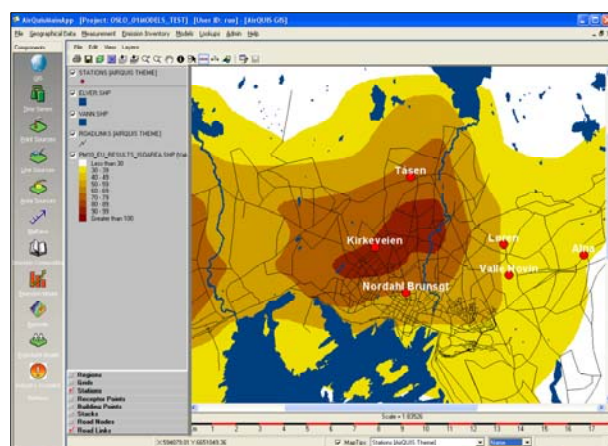 AirQuisMainApp [Project: OSLO_01MODELS_TEST] - [User ID: raw] - [AirQUIS GIS]
File Geographical Data Measurement Emission Inventory Models Lookups Admin Help
Components
File Edit View Layers
GIS
Time Series
Point Sources
Line Sources
Area Sources
STATIONS [AIRQUIS THEME]
ELVER.SHP
VANN.SHP
ROADLINKS [AIRQUIS THEME]
Less than 30
30 - 39
40 - 49
50 - 59
60 - 69
70 - 79
80 - 89
90 - 99
Greater than 100
Tåsen
Kirkeveien
Løren
Alna
Valle Hovin
Nordahl Brunsgt
Regions
Grids
Stations
Receptor Points
Building Points
Stacks
Road Nodes
Road Links
1 2 3 4 5 6 7 8 9 10 11 12 13 14 15 16 17
MapTips: Stations [AirQUIS Theme]
Name